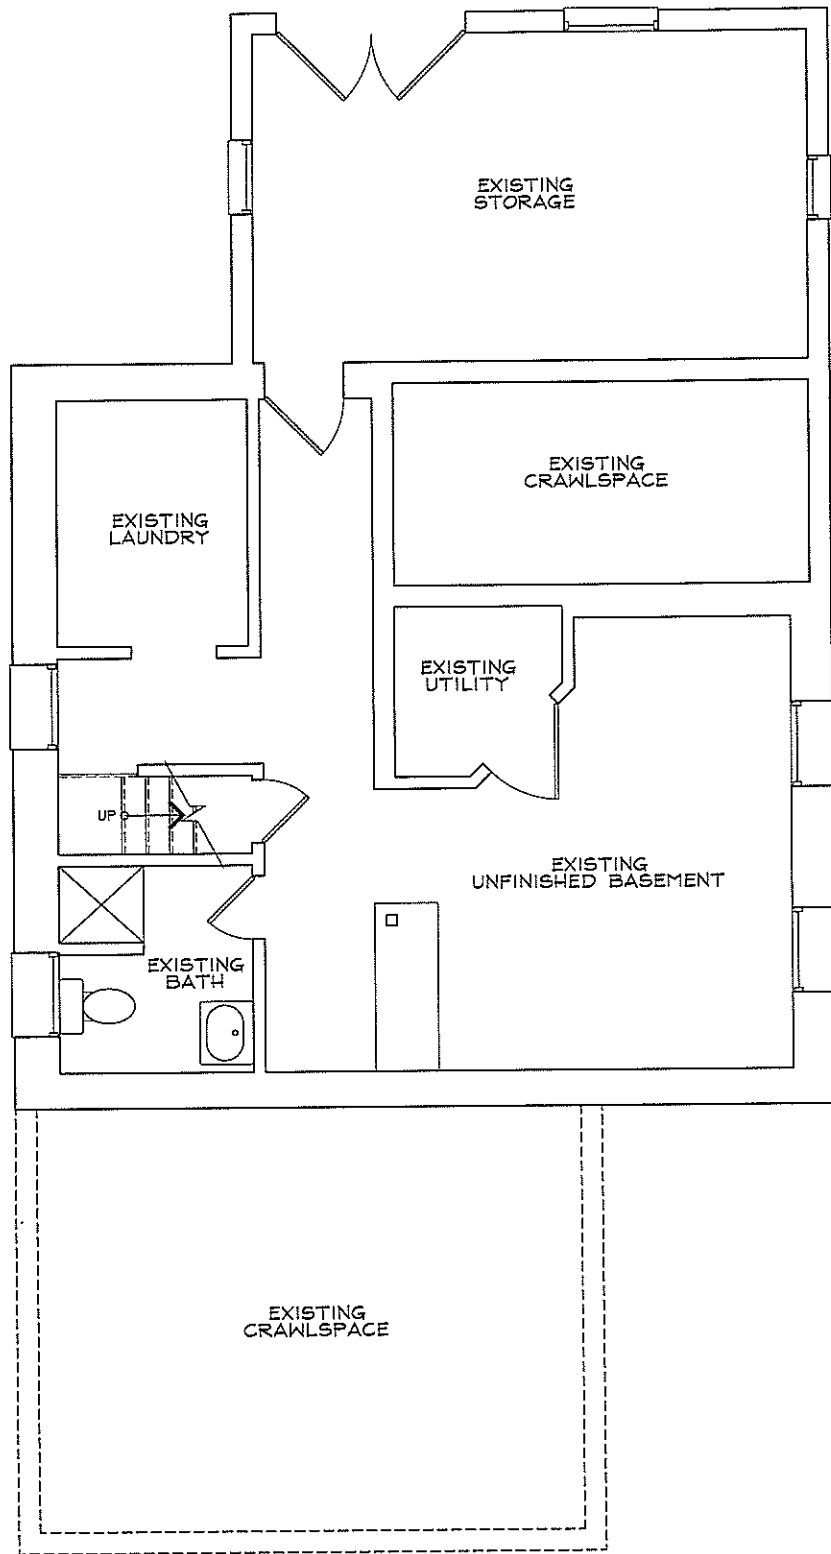 EXISTING
STORAGE
EXISTING
CRAWLSPACE
EXISTING
LAUNDRY
EXISTING
UTILITY
UP
EXISTING
UNFINISHED BASEMENT
EXISTING
BATH
EXISTING
CRAWLSPACE